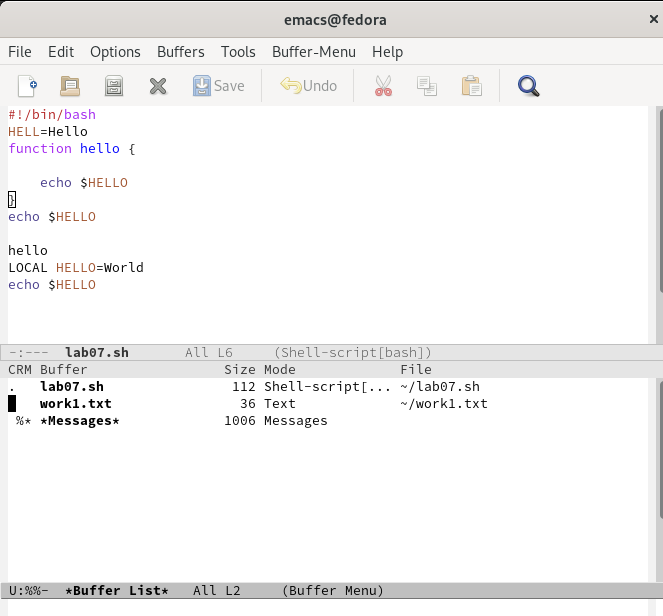 emacs@fedora ×
File Edit Options Buffers Tools Buffer-Menu Help
Save Undo
#!/bin/bash
HELL=Hello
function hello {
    echo $HELLO
}
echo $HELLO
hello
LOCAL HELLO=World
echo $HELLO
-:---  lab07.sh       All L6     (Shell-script[bash])
CRM Buffer                 Size Mode             File
.   lab07.sh                112 Shell-script[... ~/lab07.sh
    work1.txt                36 Text             ~/work1.txt
 %* *Messages*             1006 Messages
U:%%-  *Buffer List*   All L2     (Buffer Menu)